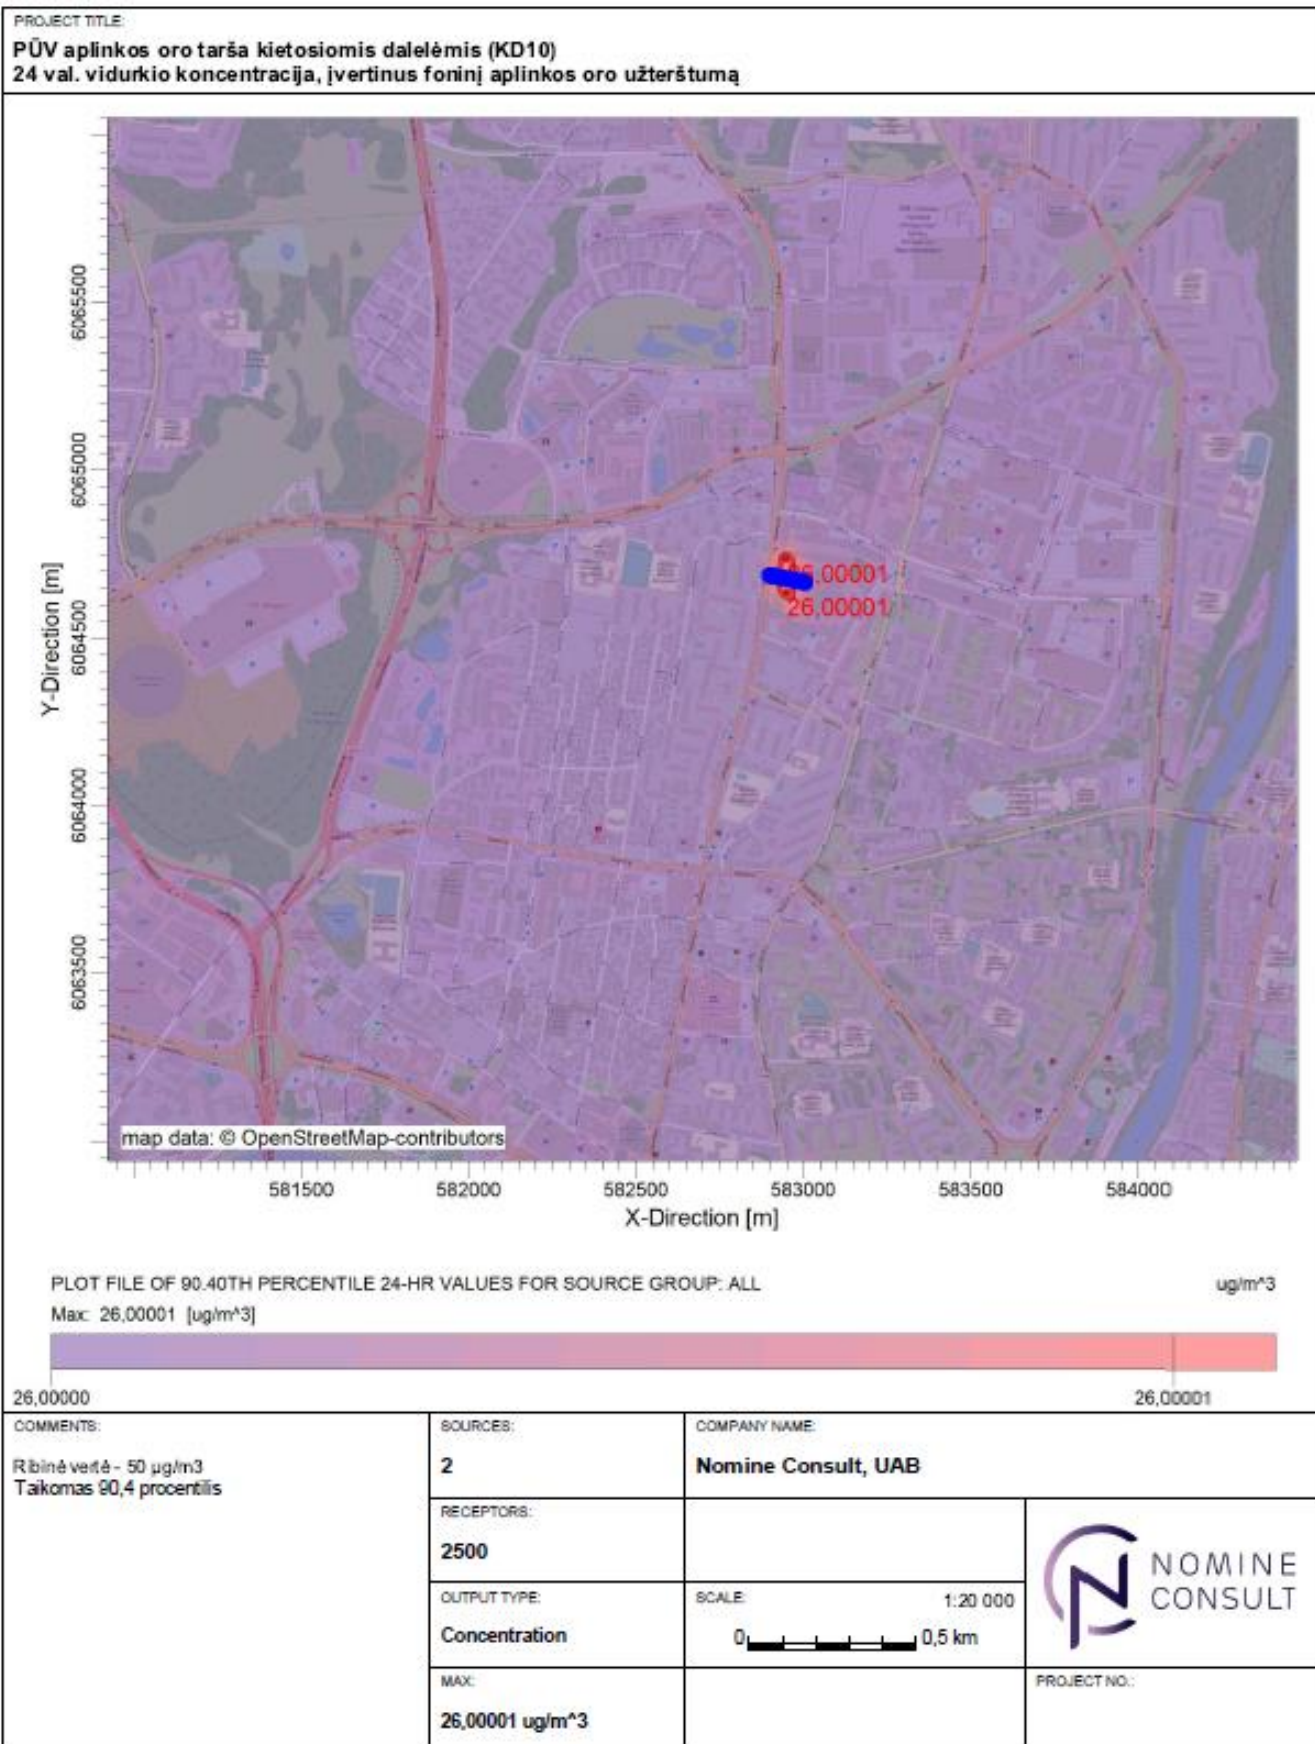 PROJECT TITLE:
PŪV aplinkos oro tarša kietosiomis dalelėmis (KD10)
24 val. vidurkio koncentracija, įvertinus foninį aplinkos oro užterštumą
Y-Direction [m]
6065500
6065000
6064500
6064000
6063500
26,00001
26,00001
map data: © OpenStreetMap-contributors
581500 582000 582500 583000 583500 584000
X-Direction [m]
PLOT FILE OF 90.40TH PERCENTILE 24-HR VALUES FOR SOURCE GROUP: ALL ug/m^3
Max: 26,00001 [ug/m^3]
26,00000 26,00001
COMMENTS:
Ribinė vertė - 50 µg/m3
Taikomas 90,4 procentilis
SOURCES:
2
COMPANY NAME:
Nomine Consult, UAB
RECEPTORS:
2500
OUTPUT TYPE:
Concentration
SCALE: 1:20 000
0 0,5 km
NOMINE
CONSULT
MAX:
26,00001 ug/m^3
PROJECT NO.: